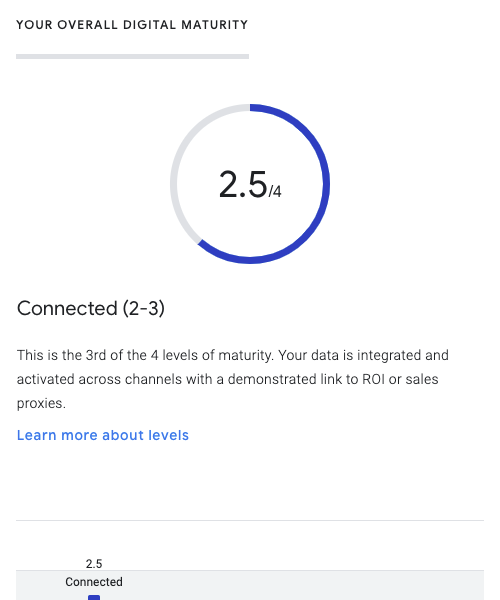 YOUR OVERALL DIGITAL MATURITY
2.5/4
Connected (2-3)
This is the 3rd of the 4 levels of maturity. Your data is integrated and
activated across channels with a demonstrated link to ROI or sales
proxies.
Learn more about levels
2.5
Connected